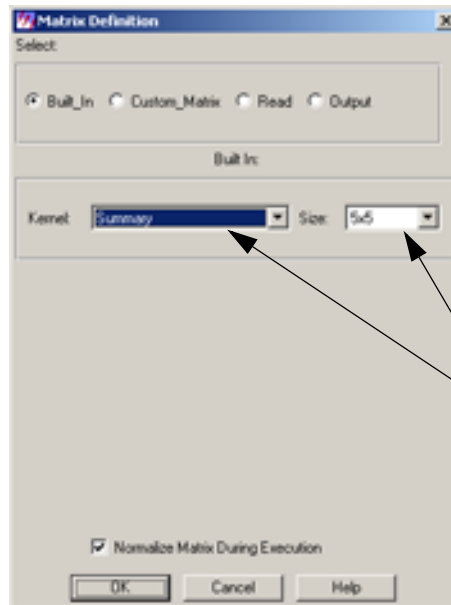 Matrix Definition
Select:
Built_In Custom_Matrix Read Output
Built In:
Kernel: Summary Size: 5x5
Normalize Matrix During Execution
OK Cancel Help